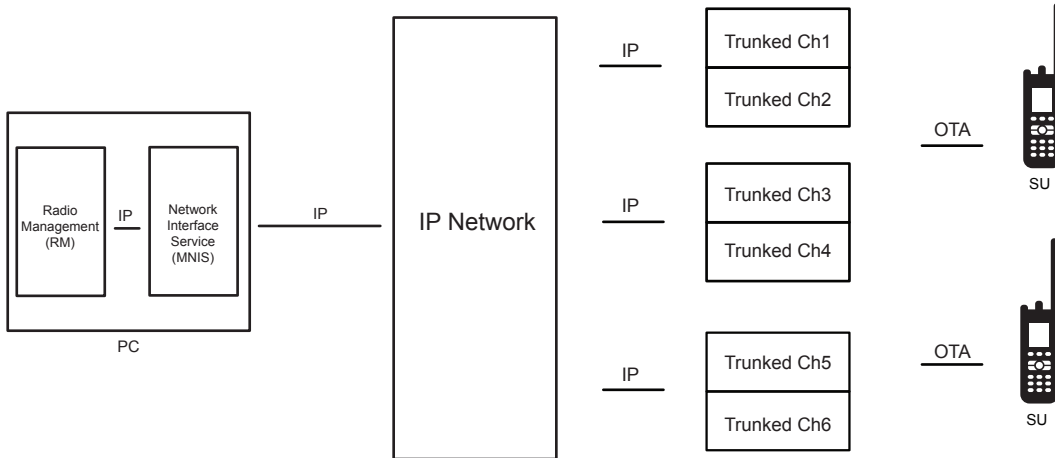 Radio
Management
(RM)
IP
Network
Interface
Service
(MNIS)
PC
IP
IP Network
IP
Trunked Ch1
Trunked Ch2
IP
Trunked Ch3
Trunked Ch4
IP
Trunked Ch5
Trunked Ch6
OTA
SU
OTA
SU